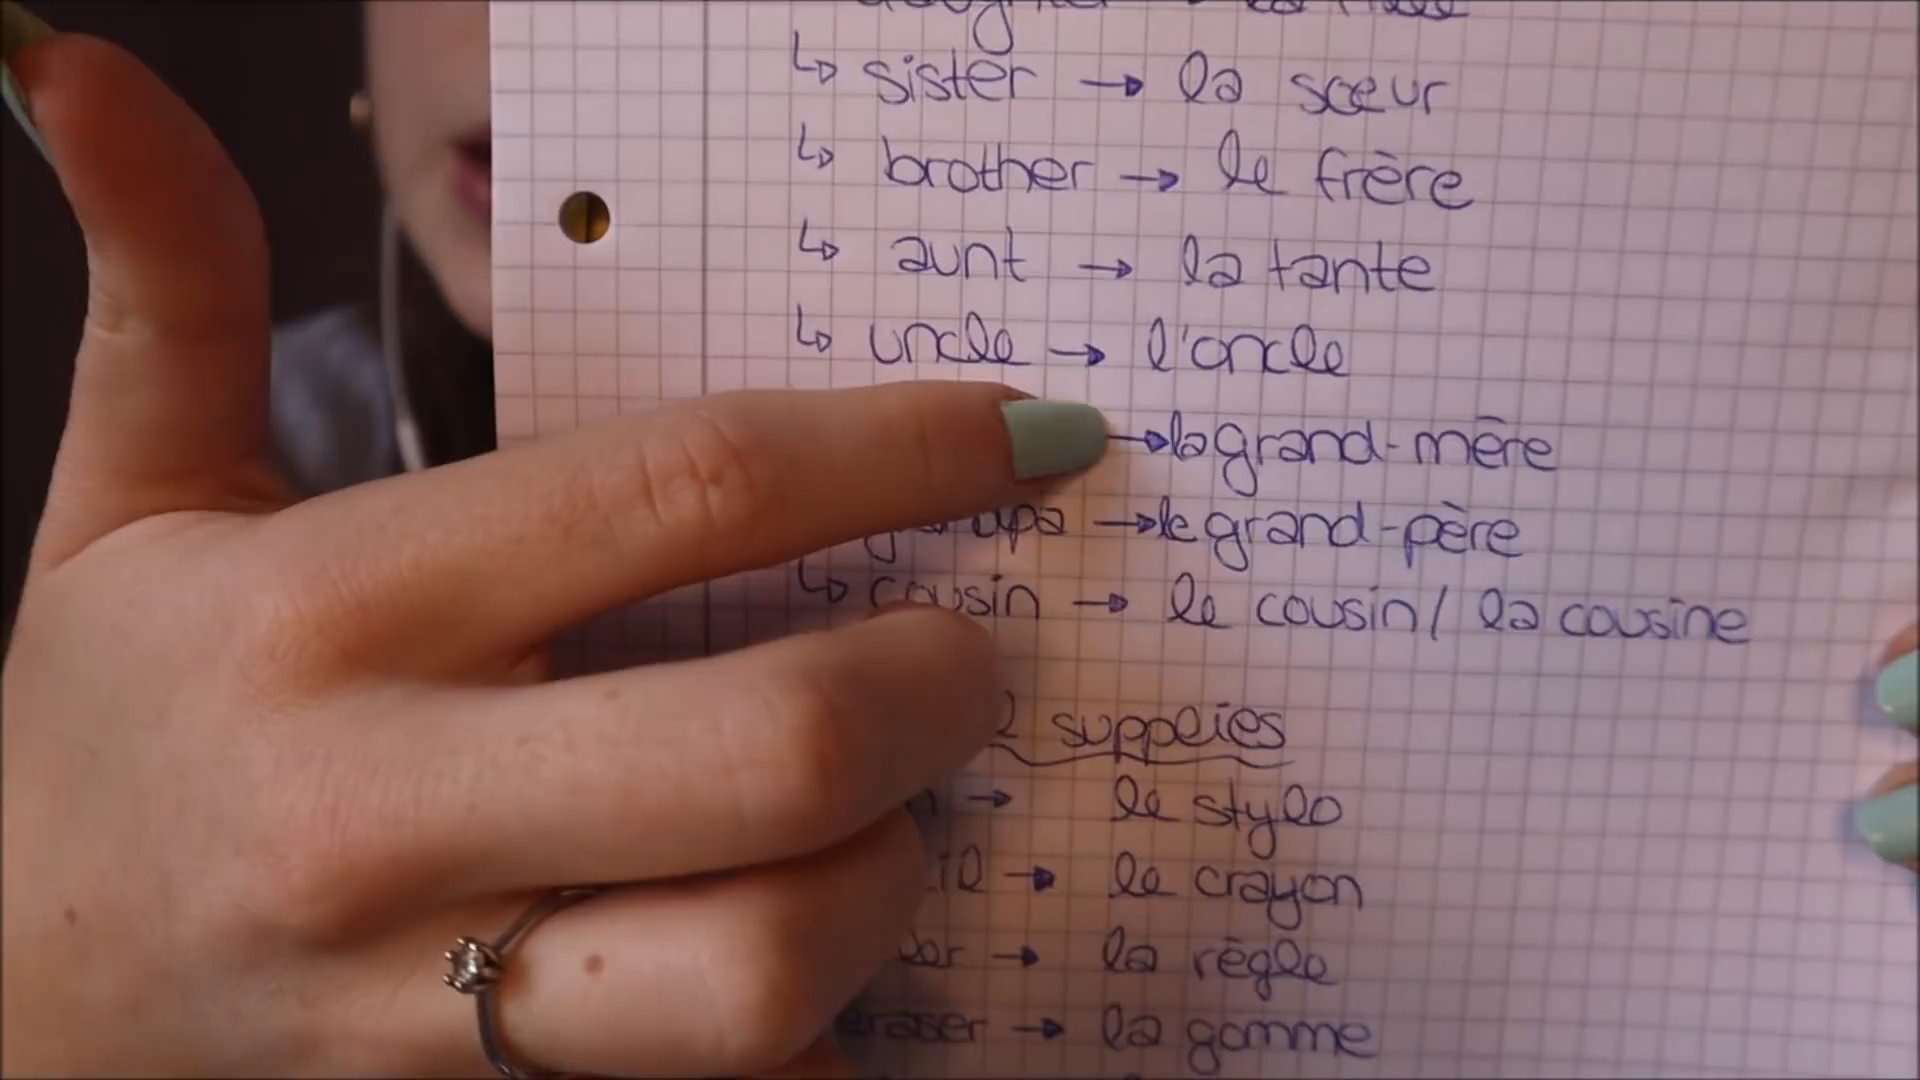 ↳ sister → la sœur
↳ brother → le frère
↳ aunt → la tante
↳ uncle → l'oncle
→ la grand-mère
→ le grand-père
↳ cousin → le cousin / la cousine
supplies
→ le stylo
→ le crayon
→ la règle
eraser → la gomme